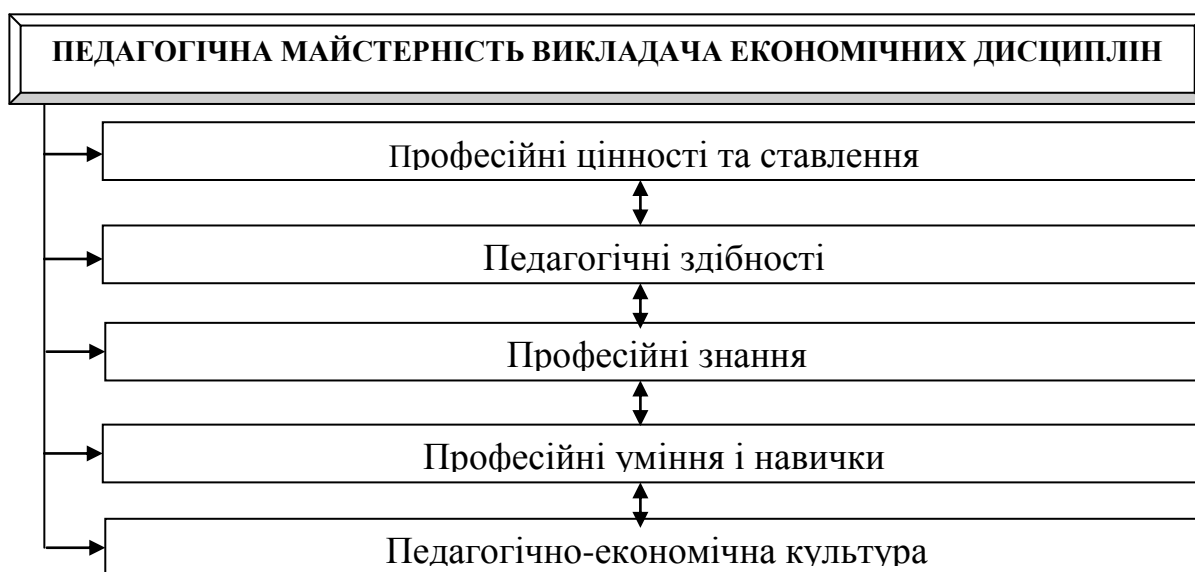 ПЕДАГОГІЧНА МАЙСТЕРНІСТЬ ВИКЛАДАЧА ЕКОНОМІЧНИХ ДИСЦИПЛІН
Професійні цінності та ставлення
Педагогічні здібності
Професійні знання
Професійні уміння і навички
Педагогічно-економічна культура